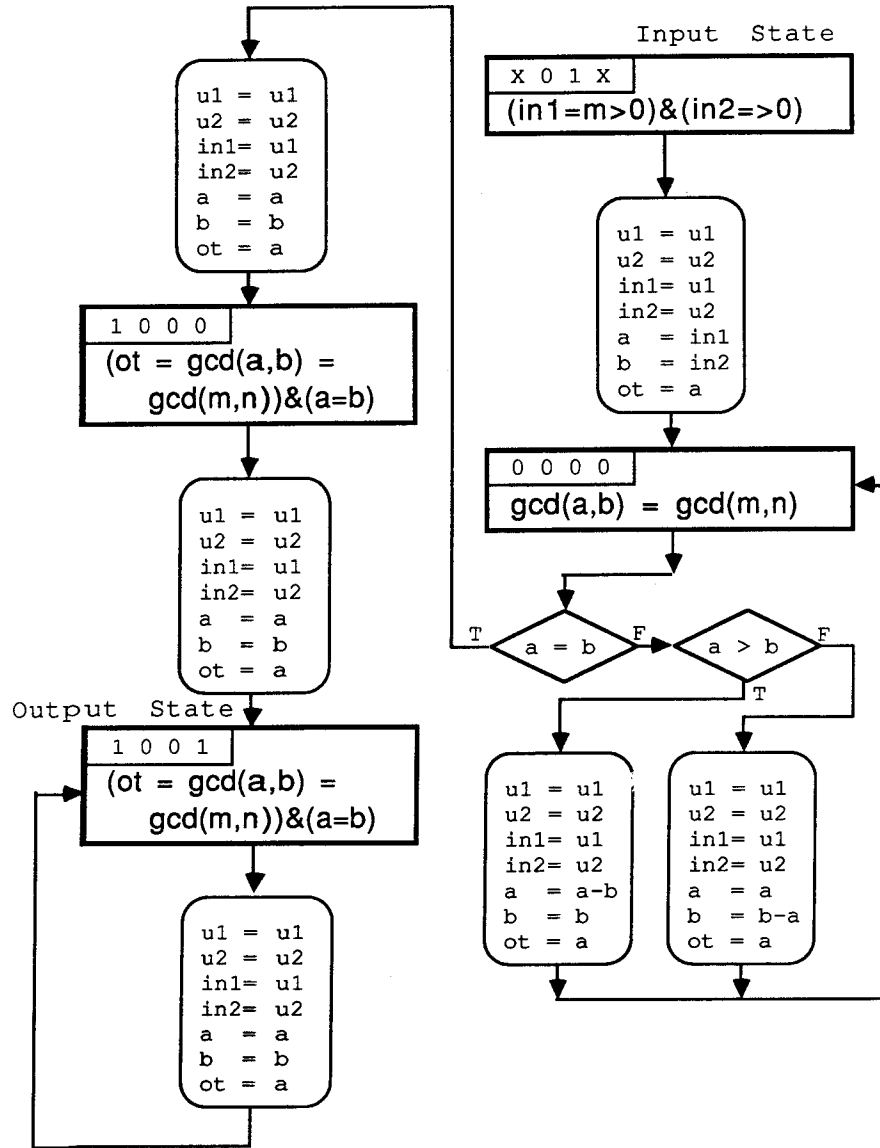 u1 = u1
u2 = u2
in1= u1
in2= u2
a = a
b = b
ot = a
1 0 0 0
(ot = gcd(a,b) =
gcd(m,n))&(a=b)
u1 = u1
u2 = u2
in1= u1
in2= u2
a = a
b = b
ot = a
Output State
1 0 0 1
(ot = gcd(a,b) =
gcd(m,n))&(a=b)
u1 = u1
u2 = u2
in1= u1
in2= u2
a = a
b = b
ot = a
Input State
X 0 1 X
(in1=m>0)&(in2=>0)
u1 = u1
u2 = u2
in1= u1
in2= u2
a = in1
b = in2
ot = a
0 0 0 0
gcd(a,b) = gcd(m,n)
T
a = b
F
a > b
F
T
u1 = u1
u2 = u2
in1= u1
in2= u2
a = a-b
b = b
ot = a
u1 = u1
u2 = u2
in1= u1
in2= u2
a = a
b = b-a
ot = a